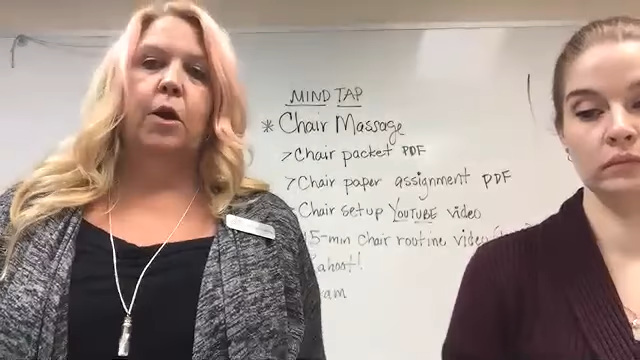 MIND TAP
* Chair Massage
>Chair packet PDF
>Chair paper assignment PDF
Chair setup YOUTUBE video
15-min Chair routine video
Kahoot!